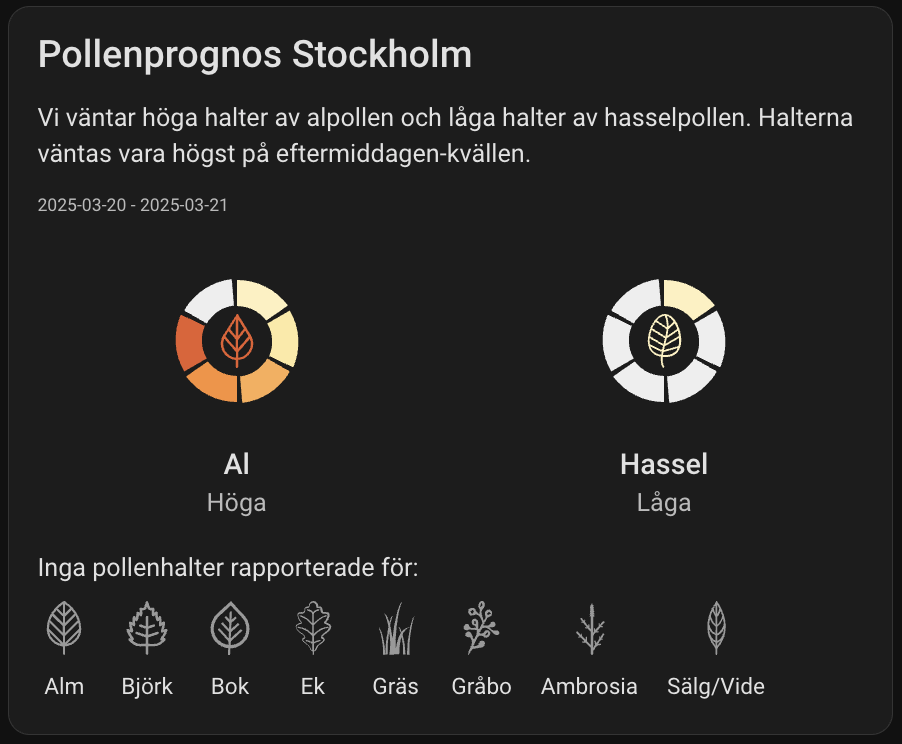 Pollenprognos Stockholm
Vi väntar höga halter av alpollen och låga halter av hasselpollen. Halterna
väntas vara högst på eftermiddagen-kvällen.
2025-03-20 - 2025-03-21
Al
Höga
Hassel
Låga
Inga pollenhalter rapporterade för:
Alm Björk Bok Ek Gräs Gråbo Ambrosia Sälg/Vide